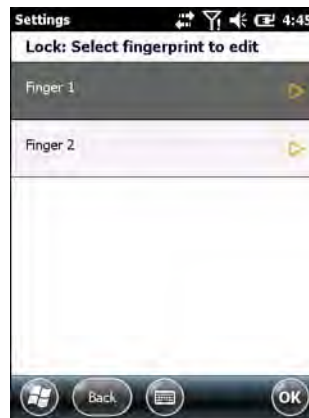 Settings 4:45
Lock: Select fingerprint to edit
Finger 1
Finger 2
Back OK